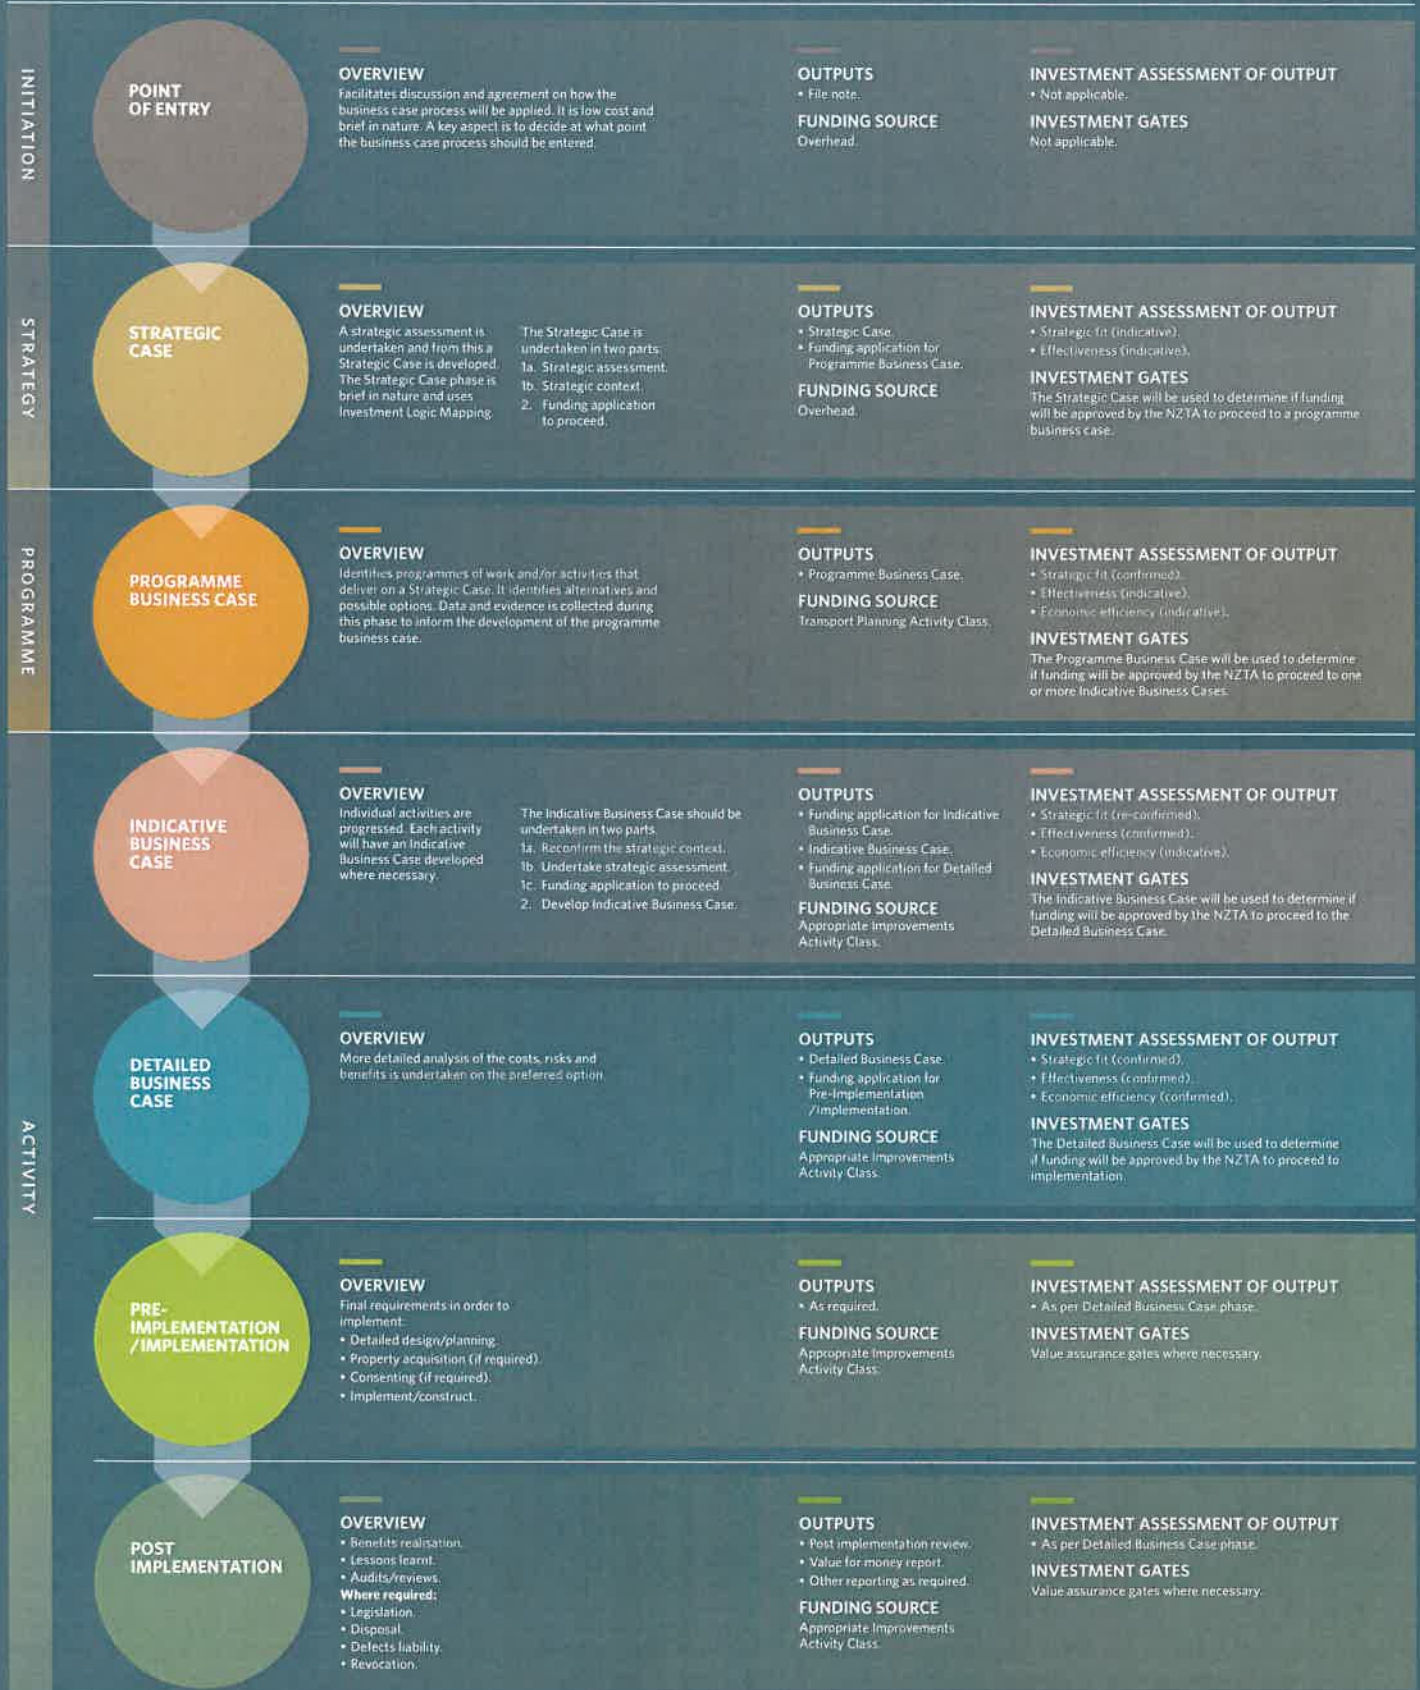 INITIATION
POINT
OF ENTRY
OVERVIEW
Facilitates discussion and agreement on how the
business case process will be applied. It is low cost and
brief in nature. A key aspect is to decide at what point
the business case process should be entered.
OUTPUTS
• File note.
FUNDING SOURCE
Overhead.
INVESTMENT ASSESSMENT OF OUTPUT
• Not applicable.
INVESTMENT GATES
Not applicable.
STRATEGY
STRATEGIC
CASE
OVERVIEW
A strategic assessment is
undertaken and from this a
Strategic Case is developed.
The Strategic Case phase is
brief in nature and uses
Investment Logic Mapping.
The Strategic Case is
undertaken in two parts.
1a. Strategic assessment.
1b. Strategic context.
2. Funding application
to proceed.
OUTPUTS
• Strategic Case.
• Funding application for
Programme Business Case.
FUNDING SOURCE
Overhead.
INVESTMENT ASSESSMENT OF OUTPUT
• Strategic fit (indicative).
• Effectiveness (indicative).
INVESTMENT GATES
The Strategic Case will be used to determine if funding
will be approved by the NZTA to proceed to a programme
business case.
PROGRAMME
PROGRAMME
BUSINESS CASE
OVERVIEW
Identifies programmes of work and/or activities that
deliver on a Strategic Case. It identifies alternatives and
possible options. Data and evidence is collected during
this phase to inform the development of the programme
business case.
OUTPUTS
• Programme Business Case.
FUNDING SOURCE
Transport Planning Activity Class.
INVESTMENT ASSESSMENT OF OUTPUT
• Strategic fit (confirmed).
• Effectiveness (indicative).
• Economic efficiency (indicative).
INVESTMENT GATES
The Programme Business Case will be used to determine
if funding will be approved by the NZTA to proceed to one
or more Indicative Business Cases.
ACTIVITY
INDICATIVE
BUSINESS
CASE
OVERVIEW
Individual activities are
progressed. Each activity
will have an Indicative
Business Case developed
where necessary.
The Indicative Business Case should be
undertaken in two parts.
1a. Reconfirm the strategic context.
1b. Undertake strategic assessment.
1c. Funding application to proceed.
2. Develop Indicative Business Case.
OUTPUTS
• Funding application for Indicative
Business Case.
• Indicative Business Case.
• Funding application for Detailed
Business Case.
FUNDING SOURCE
Appropriate Improvements
Activity Class.
INVESTMENT ASSESSMENT OF OUTPUT
• Strategic fit (re-confirmed).
• Effectiveness (confirmed).
• Economic efficiency (indicative).
INVESTMENT GATES
The Indicative Business Case will be used to determine if
funding will be approved by the NZTA to proceed to the
Detailed Business Case.
DETAILED
BUSINESS
CASE
OVERVIEW
More detailed analysis of the costs, risks and
benefits is undertaken on the preferred option.
OUTPUTS
• Detailed Business Case.
• Funding application for
Pre-Implementation
/Implementation.
FUNDING SOURCE
Appropriate Improvements
Activity Class.
INVESTMENT ASSESSMENT OF OUTPUT
• Strategic fit (confirmed).
• Effectiveness (confirmed).
• Economic efficiency (confirmed).
INVESTMENT GATES
The Detailed Business Case will be used to determine
if funding will be approved by the NZTA to proceed to
implementation.
PRE-
IMPLEMENTATION
/IMPLEMENTATION
OVERVIEW
Final requirements in order to
implement:
• Detailed design/planning.
• Property acquisition (if required).
• Consenting (if required).
• Implement/construct.
OUTPUTS
• As required.
FUNDING SOURCE
Appropriate Improvements
Activity Class.
INVESTMENT ASSESSMENT OF OUTPUT
• As per Detailed Business Case phase.
INVESTMENT GATES
Value assurance gates where necessary.
POST
IMPLEMENTATION
OVERVIEW
• Benefits realisation.
• Lessons learnt.
• Audits/reviews.
Where required:
• Legislation.
• Disposal.
• Defects liability.
• Revocation.
OUTPUTS
• Post implementation review.
• Value for money report.
• Other reporting as required.
FUNDING SOURCE
Appropriate Improvements
Activity Class.
INVESTMENT ASSESSMENT OF OUTPUT
• As per Detailed Business Case phase.
INVESTMENT GATES
Value assurance gates where necessary.